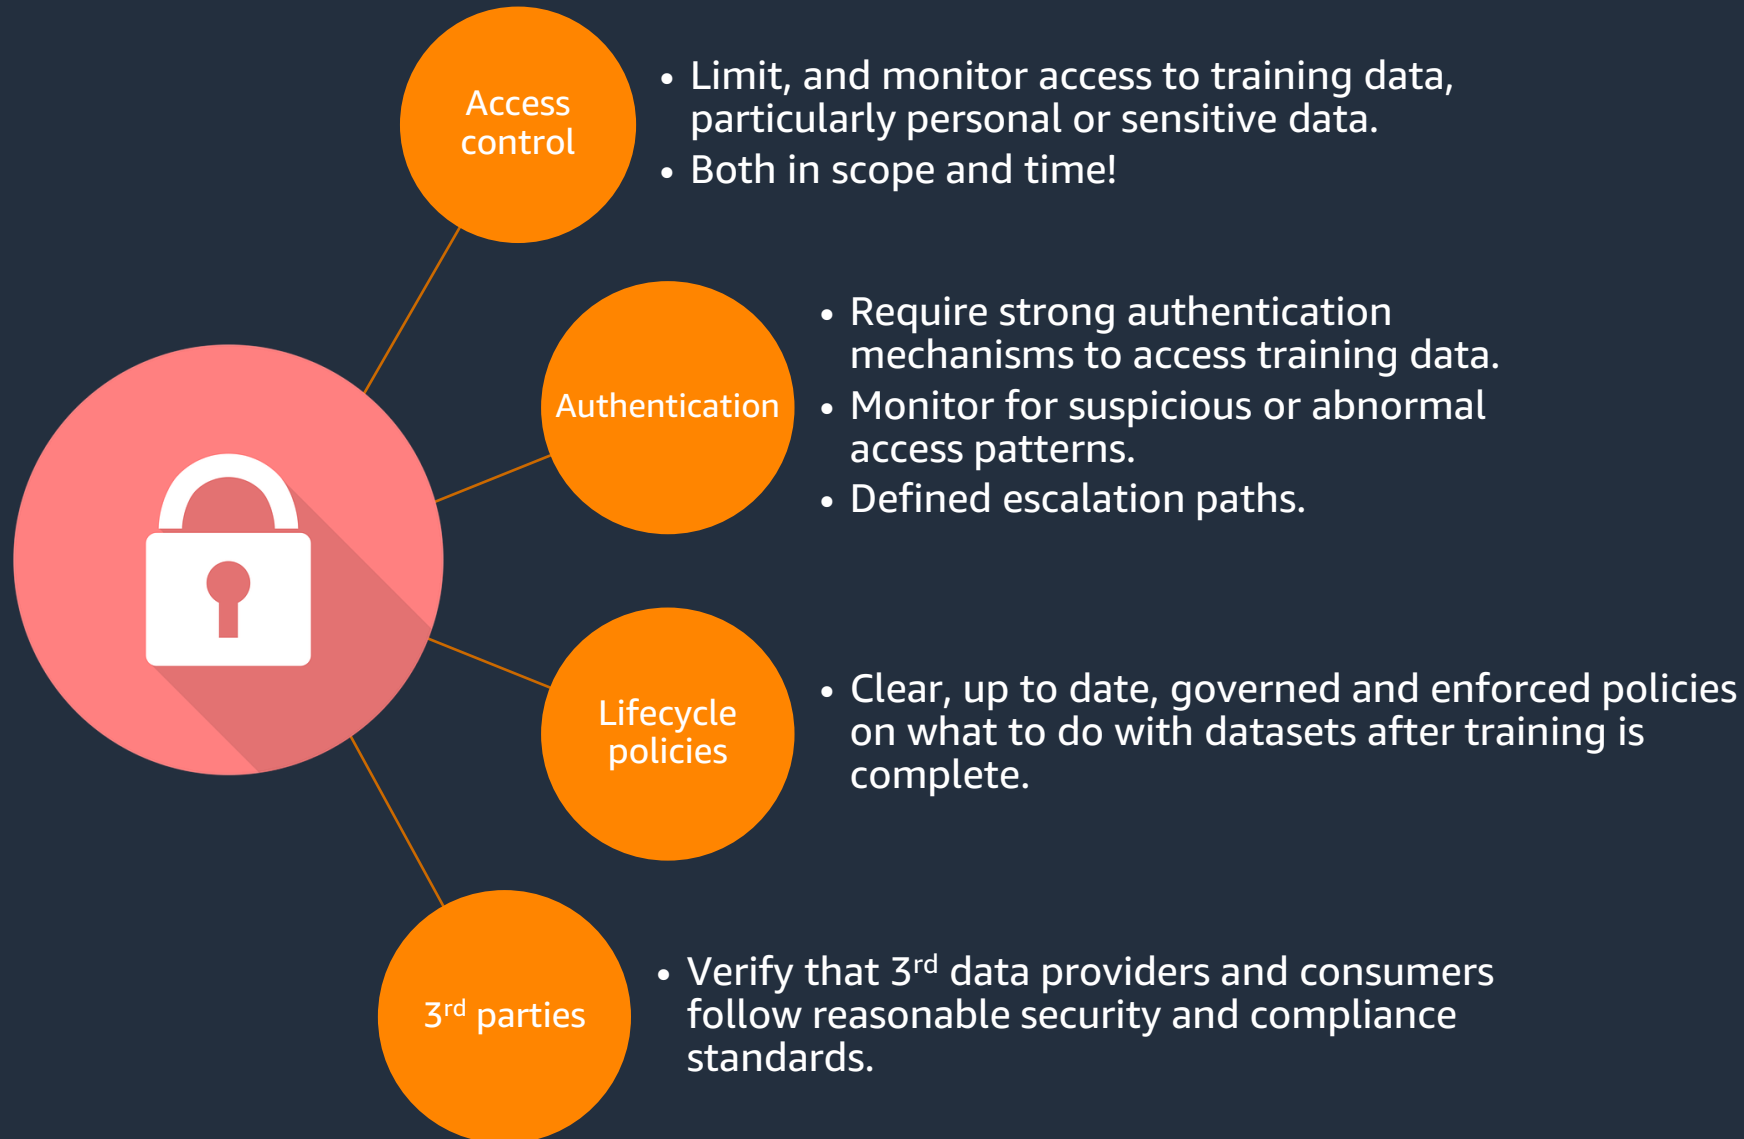 Access
control
• Limit, and monitor access to training data,
particularly personal or sensitive data.
• Both in scope and time!
Authentication
• Require strong authentication
mechanisms to access training data.
• Monitor for suspicious or abnormal
access patterns.
• Defined escalation paths.
Lifecycle
policies
• Clear, up to date, governed and enforced policies
on what to do with datasets after training is
complete.
3rd parties
• Verify that 3rd data providers and consumers
follow reasonable security and compliance
standards.